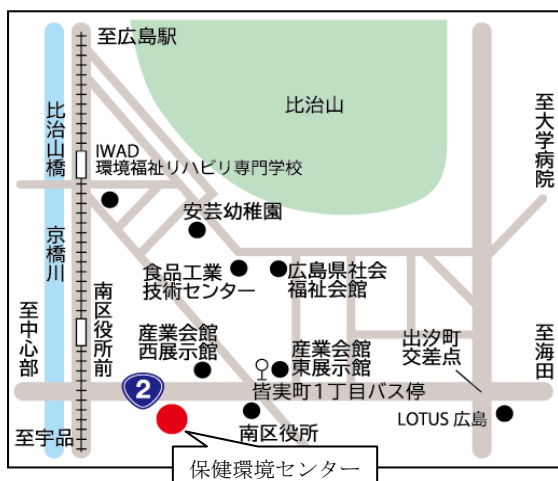 至広島駅
比治山
比治山橋
至大学病院
IWAD
環境福祉リハビリ専門学校
安芸幼稚園
京橋川
食品工業
技術センター
広島県社会
福祉会館
至中心部
南区役所前
産業会館
西展示館
産業会館
東展示館
出汐町
交差点
至海田
2
皆実町1丁目バス停
LOTUS 広島
至宇品
南区役所
保健環境センター